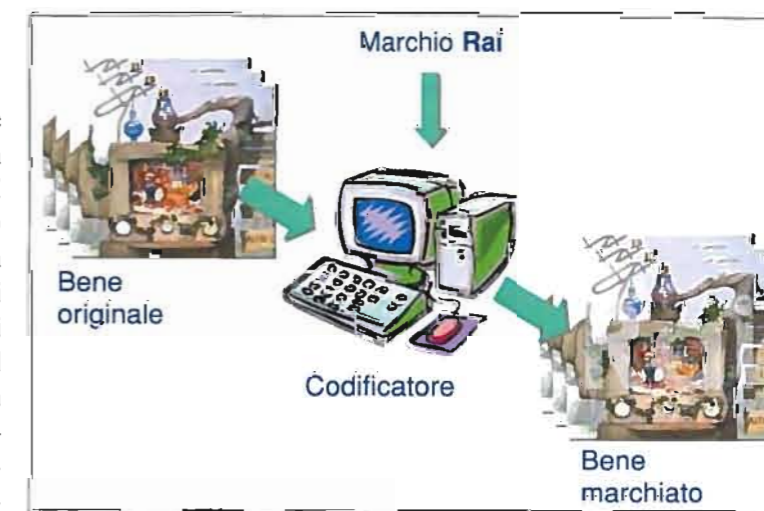 Marchio Rai
Bene
originale
Codificatore
Bene
marchiato